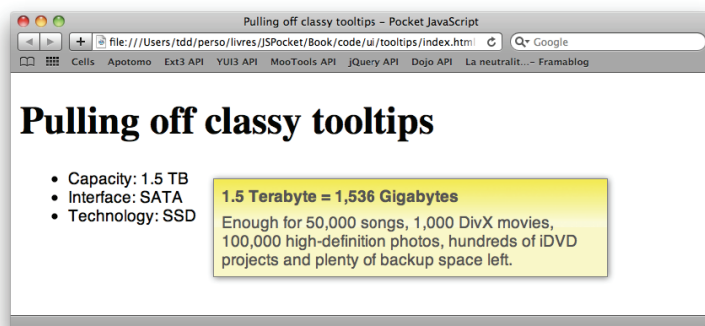 Pulling off classy tooltips – Pocket JavaScript
file:///Users/tdd/perso/livres/JSPocket/Book/code/ui/tooltips/index.html
Google
Cells Apotomo Ext3 API YUI3 API MooTools API jQuery API Dojo API La neutralit...– Framablog
Pulling off classy tooltips
• Capacity: 1.5 TB
• Interface: SATA
• Technology: SSD
1.5 Terabyte = 1,536 Gigabytes
Enough for 50,000 songs, 1,000 DivX movies,
100,000 high-definition photos, hundreds of iDVD
projects and plenty of backup space left.